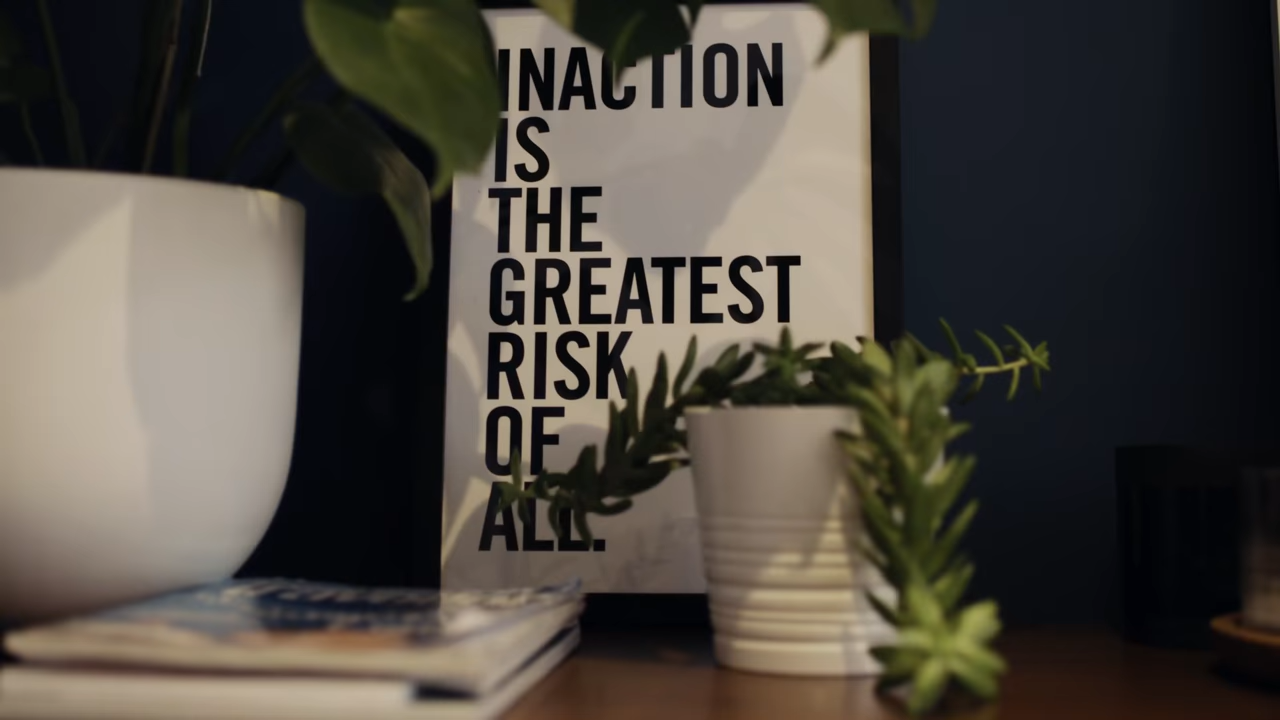 INACTION
IS
THE
GREATEST
RISK
OF
ALL.